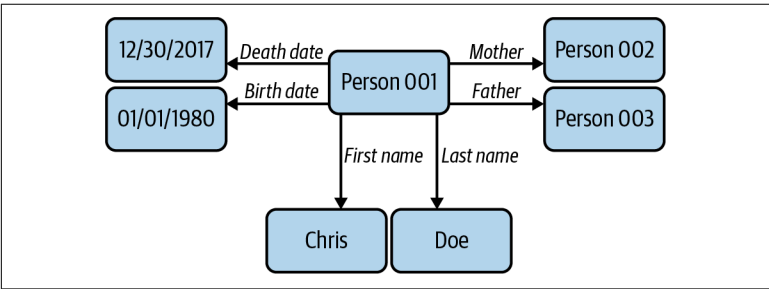 12/30/2017
Death date
Person 001
Mother
Person 002
01/01/1980
Birth date
Father
Person 003
First name
Last name
Chris
Doe